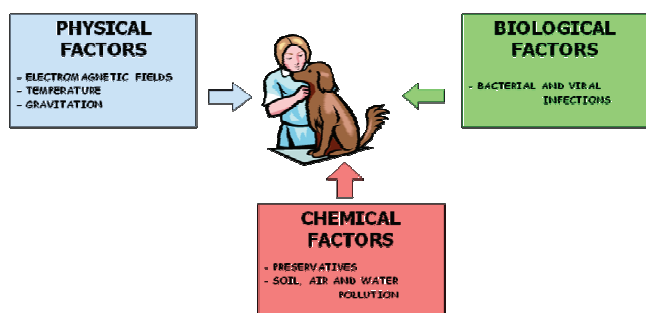 PHYSICAL
FACTORS
- ELECTROMAGNETIC FIELDS
- TEMPERATURE
- GRAVITATION
BIOLOGICAL
FACTORS
- BACTERIAL AND VIRAL
INFECTIONS
CHEMICAL
FACTORS
- PRESERVATIVES
- SOIL, AIR AND WATER
POLLUTION